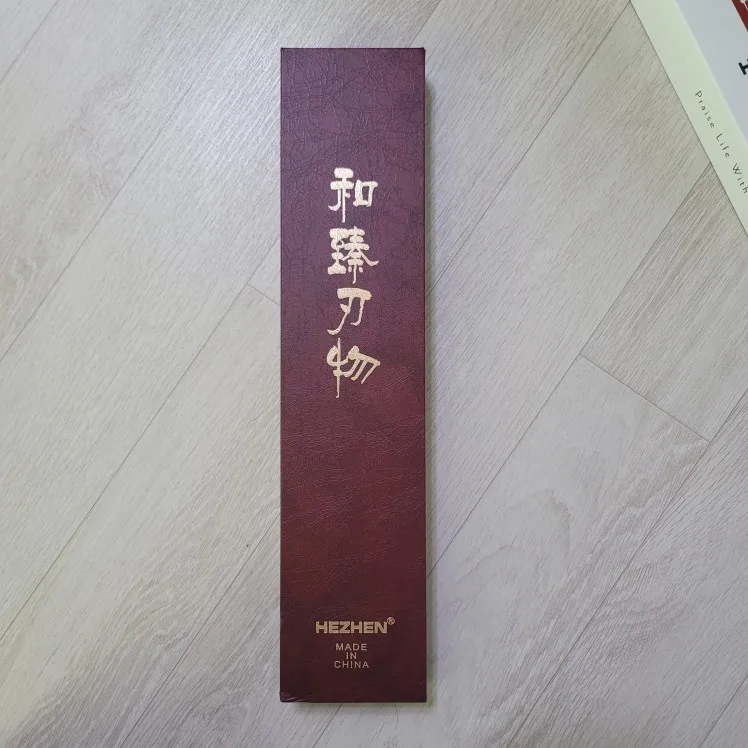 和臻刃物
HEZHEN®
MADE
IN
CHINA
Praise Life With